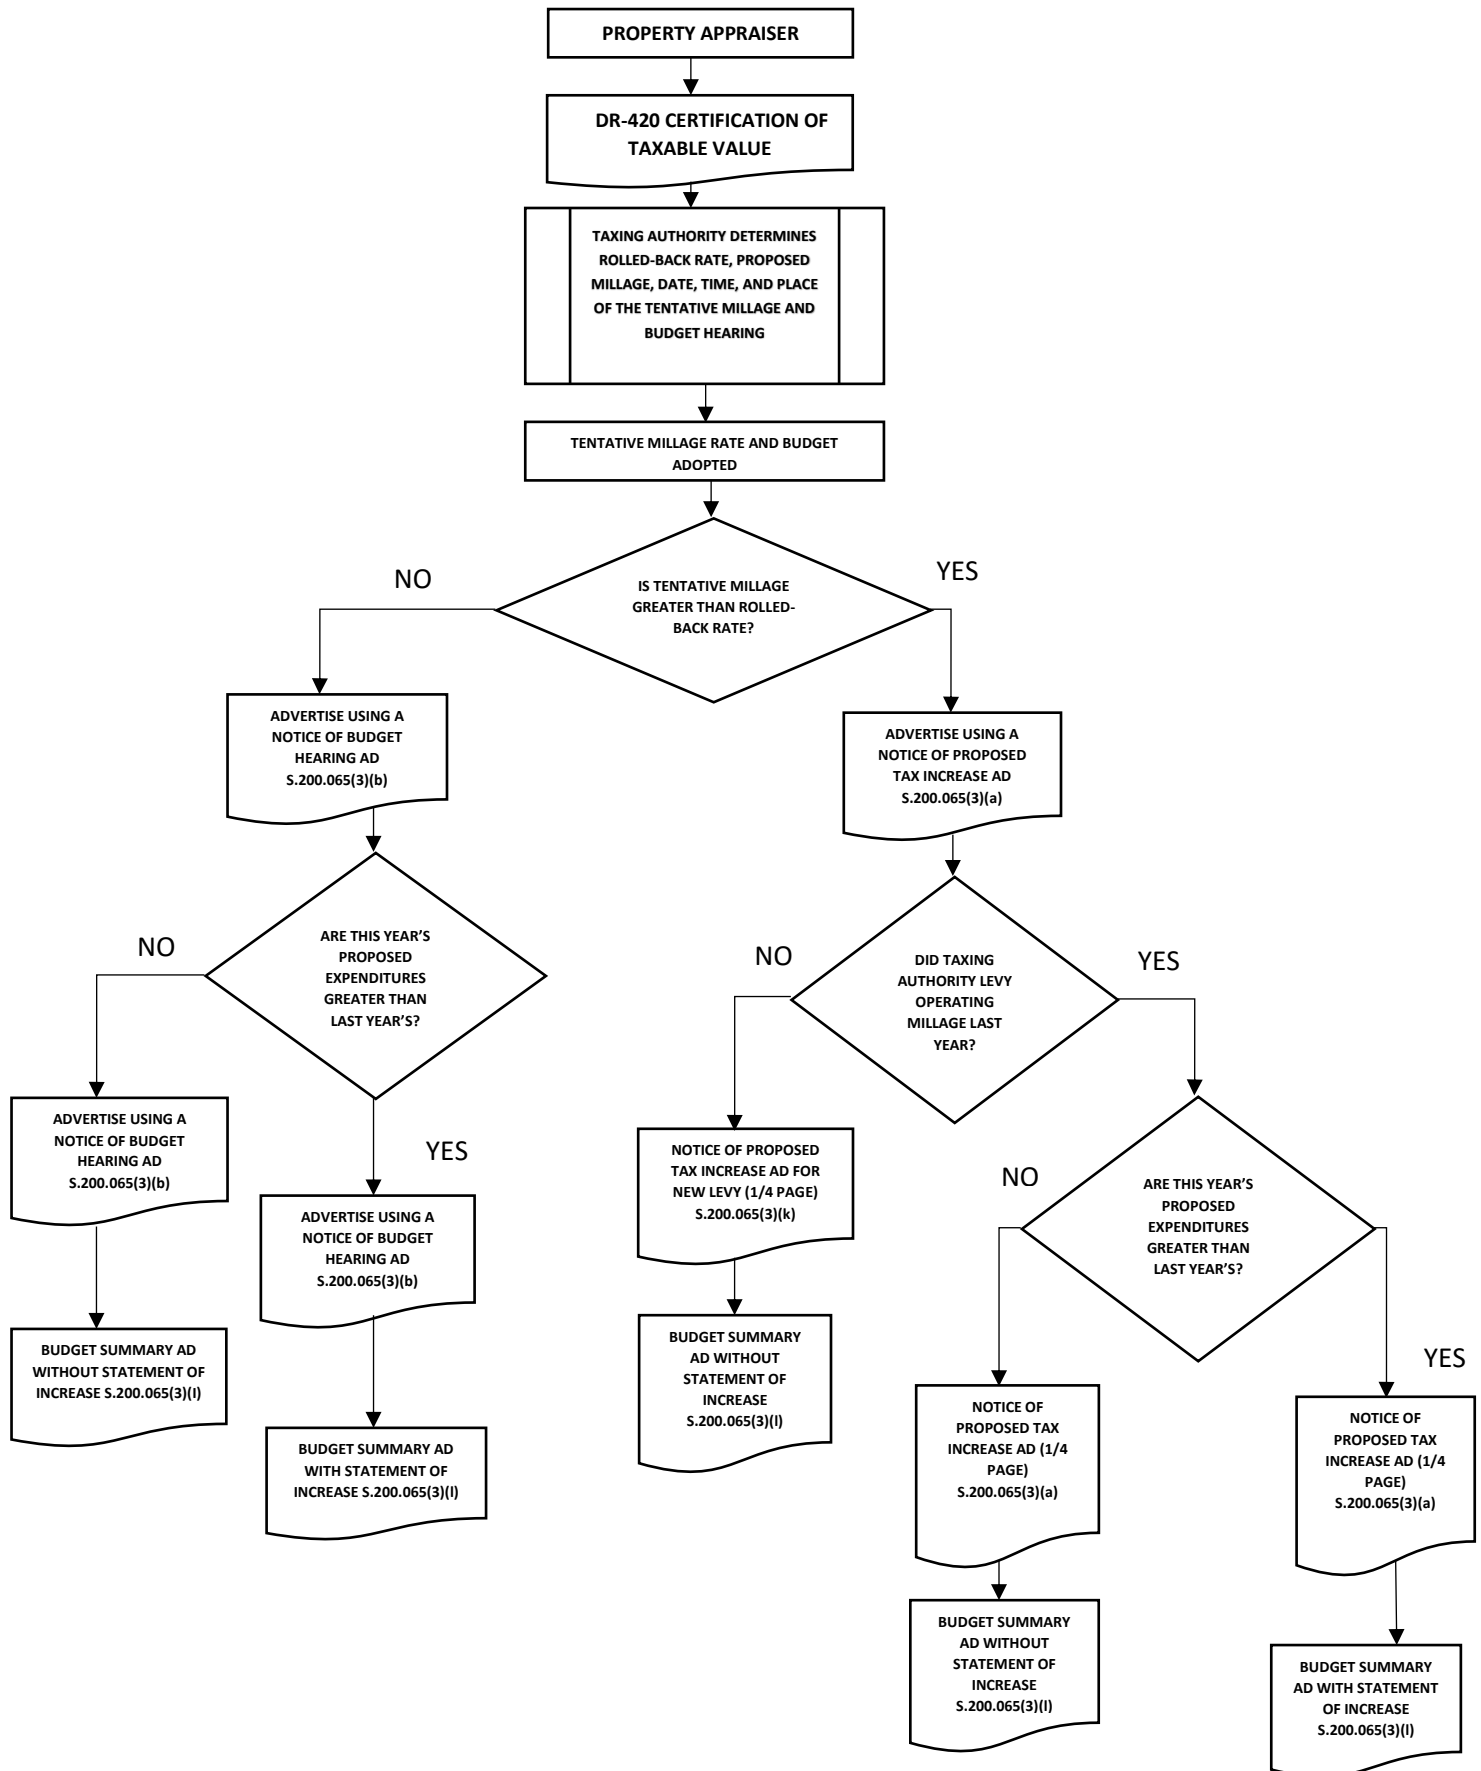 PROPERTY APPRAISER
DR-420 CERTIFICATION OF
TAXABLE VALUE
TAXING AUTHORITY DETERMINES
ROLLED-BACK RATE, PROPOSED
MILLAGE, DATE, TIME, AND PLACE
OF THE TENTATIVE MILLAGE AND
BUDGET HEARING
TENTATIVE MILLAGE RATE AND BUDGET
ADOPTED
IS TENTATIVE MILLAGE
GREATER THAN ROLLED-
BACK RATE?
NO
YES
ADVERTISE USING A
NOTICE OF BUDGET
HEARING AD
S.200.065(3)(b)
ADVERTISE USING A
NOTICE OF PROPOSED
TAX INCREASE AD
S.200.065(3)(a)
ARE THIS YEAR’S
PROPOSED
EXPENDITURES
GREATER THAN
LAST YEAR’S?
NO
YES
DID TAXING
AUTHORITY LEVY
OPERATING
MILLAGE LAST
YEAR?
NO
YES
ADVERTISE USING A
NOTICE OF BUDGET
HEARING AD
S.200.065(3)(b)
ADVERTISE USING A
NOTICE OF BUDGET
HEARING AD
S.200.065(3)(b)
NOTICE OF PROPOSED
TAX INCREASE AD FOR
NEW LEVY (1/4 PAGE)
S.200.065(3)(k)
ARE THIS YEAR’S
PROPOSED
EXPENDITURES
GREATER THAN
LAST YEAR’S?
NO
YES
BUDGET SUMMARY AD
WITHOUT STATEMENT OF
INCREASE S.200.065(3)(l)
BUDGET SUMMARY AD
WITH STATEMENT OF
INCREASE S.200.065(3)(l)
BUDGET SUMMARY
AD WITHOUT
STATEMENT OF
INCREASE
S.200.065(3)(l)
NOTICE OF
PROPOSED TAX
INCREASE AD (1/4
PAGE)
S.200.065(3)(a)
NOTICE OF
PROPOSED TAX
INCREASE AD (1/4
PAGE)
S.200.065(3)(a)
BUDGET SUMMARY
AD WITHOUT
STATEMENT OF
INCREASE
S.200.065(3)(l)
BUDGET SUMMARY
AD WITH STATEMENT
OF INCREASE
S.200.065(3)(l)